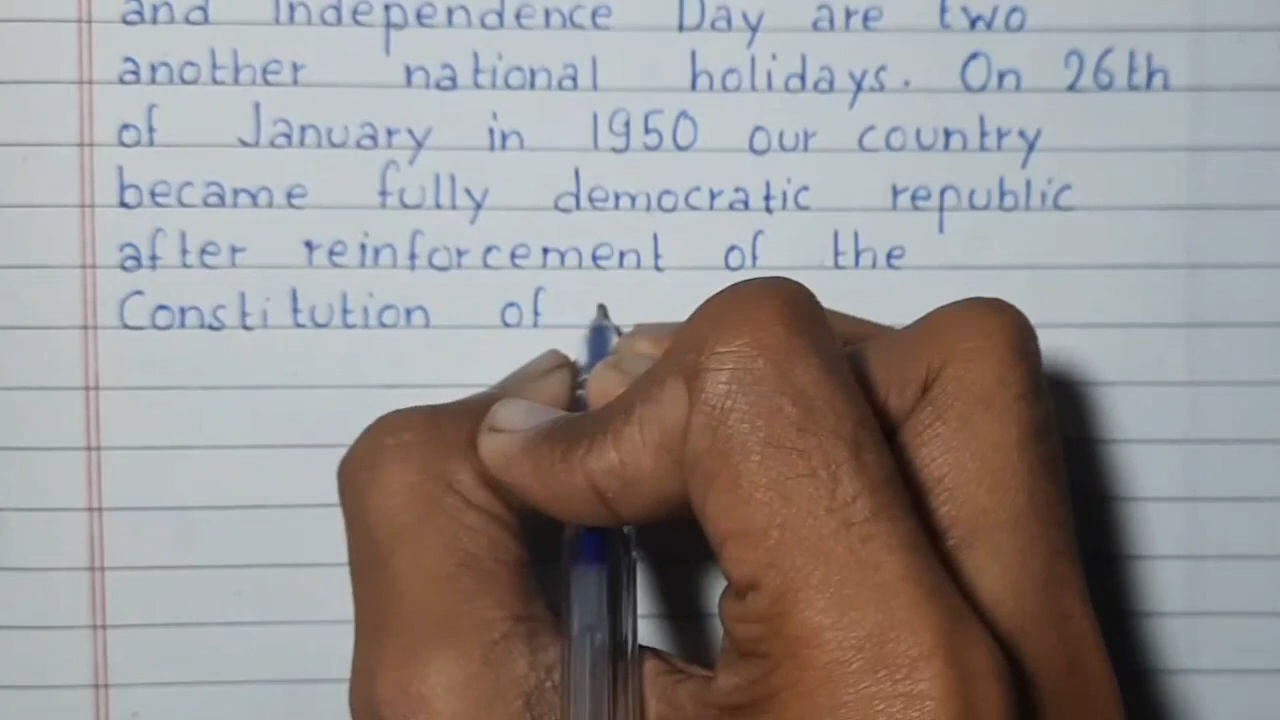 and Independence Day are two
another national holidays. On 26th
of January in 1950 our country
became fully democratic republic
after reinforcement of the
Constitution of